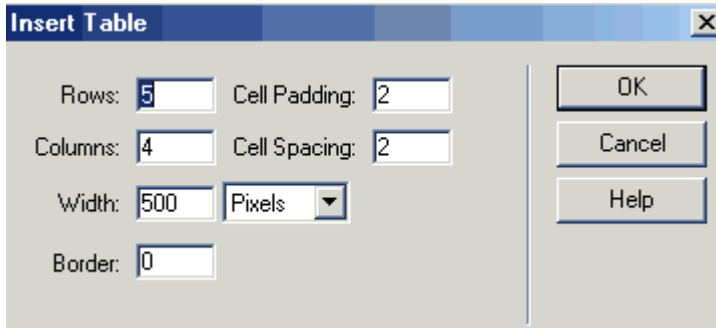 Insert Table
Rows: 5 Cell Padding: 2 OK
Columns: 4 Cell Spacing: 2 Cancel
Width: 500 Pixels Help
Border: 0